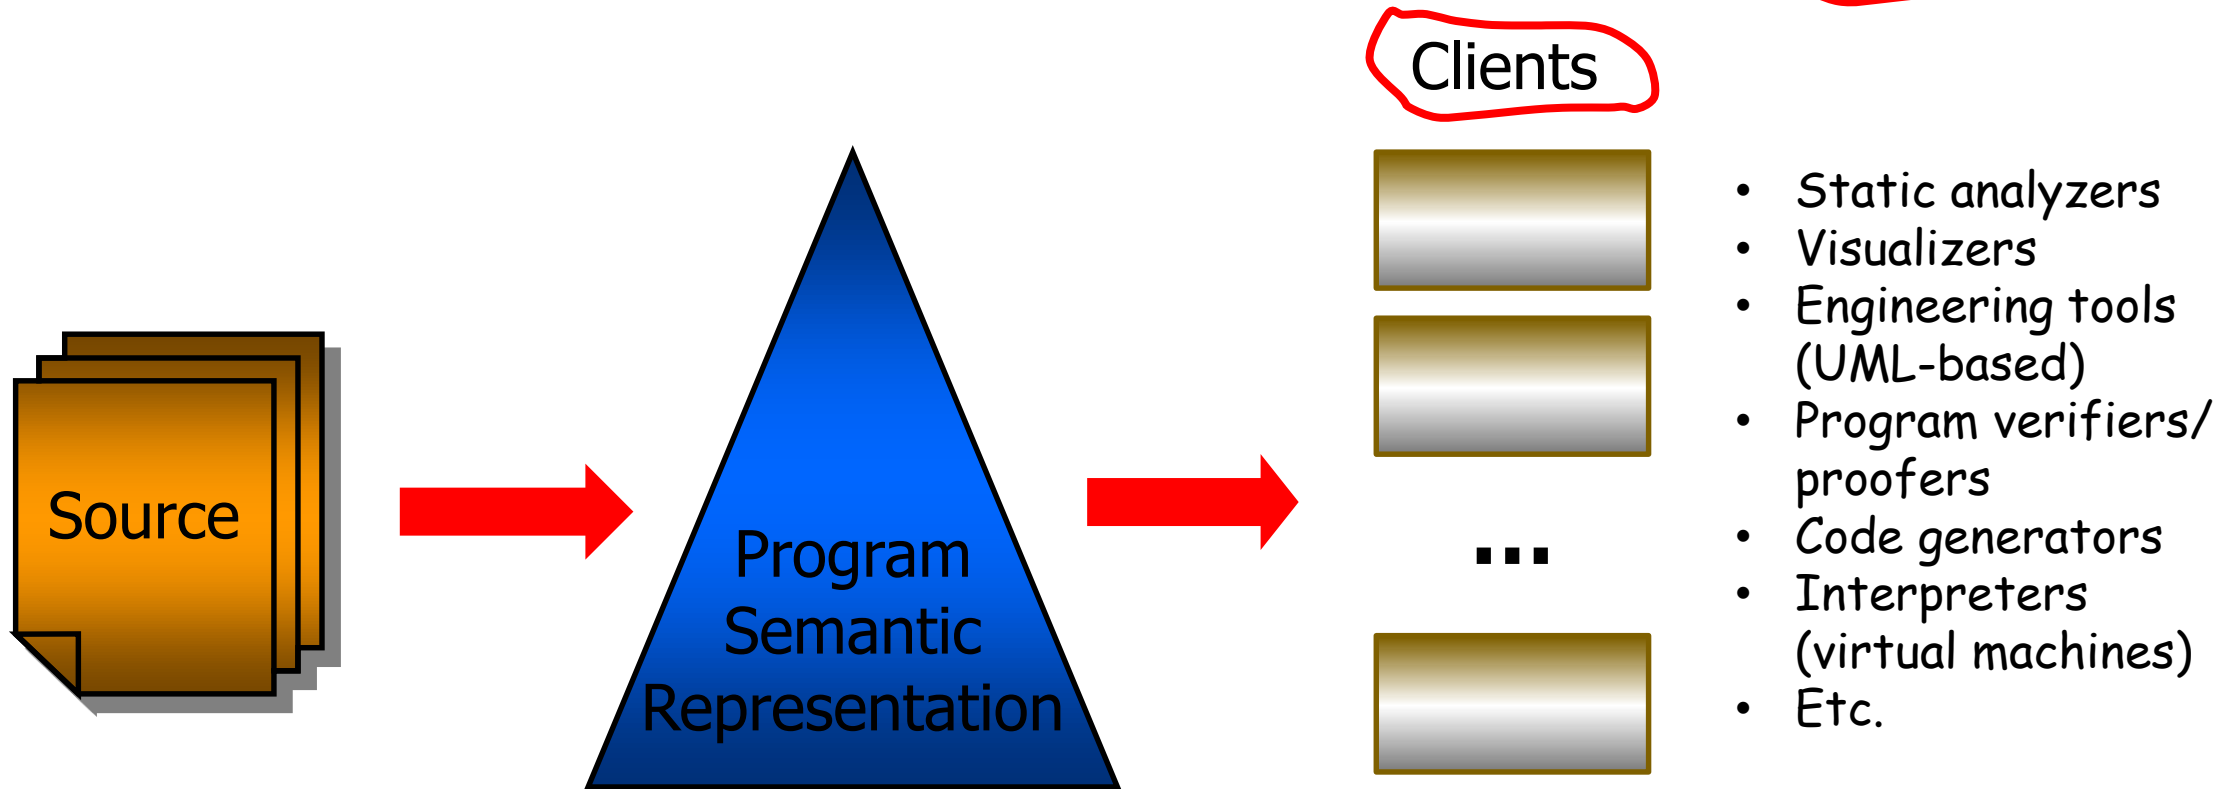 Clients
Source
Program
Semantic
Representation
...
• Static analyzers
• Visualizers
• Engineering tools
(UML-based)
• Program verifiers/
proofers
• Code generators
• Interpreters
(virtual machines)
• Etc.